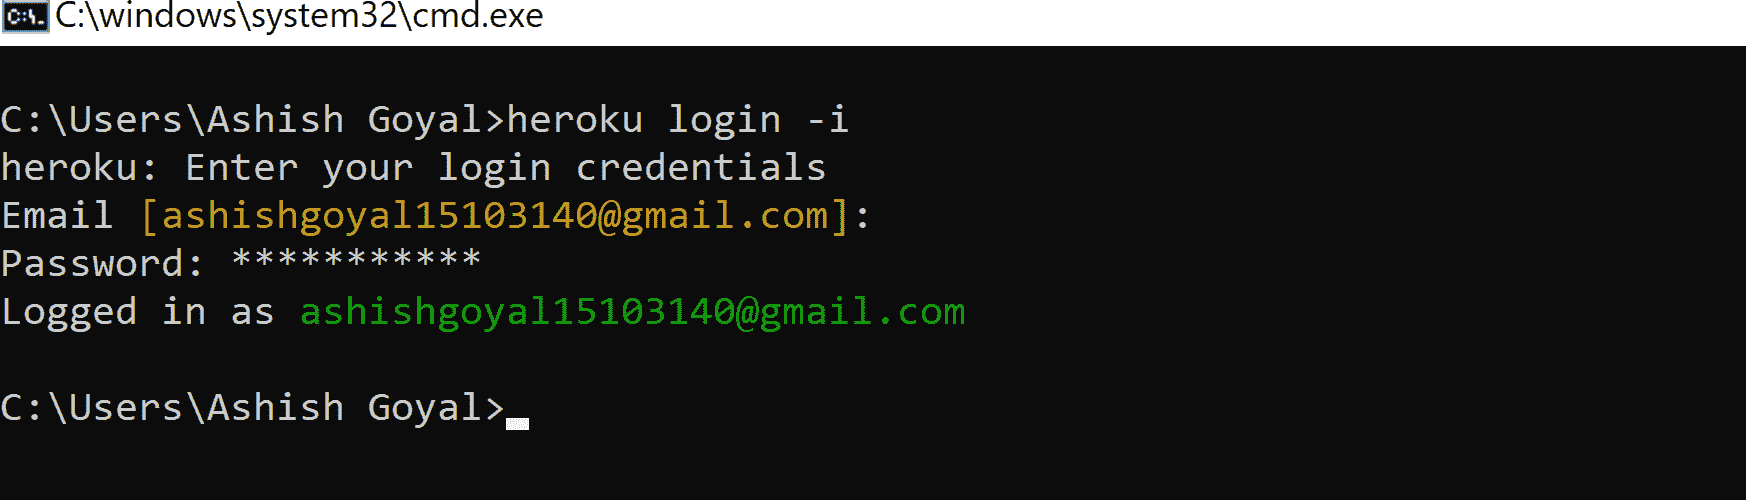 C:\windows\system32\cmd.exe
C:\Users\Ashish Goyal>heroku login -i
heroku: Enter your login credentials
Email [ashishgoyal15103140@gmail.com]:
Password: ***********
Logged in as ashishgoyal15103140@gmail.com
C:\Users\Ashish Goyal>